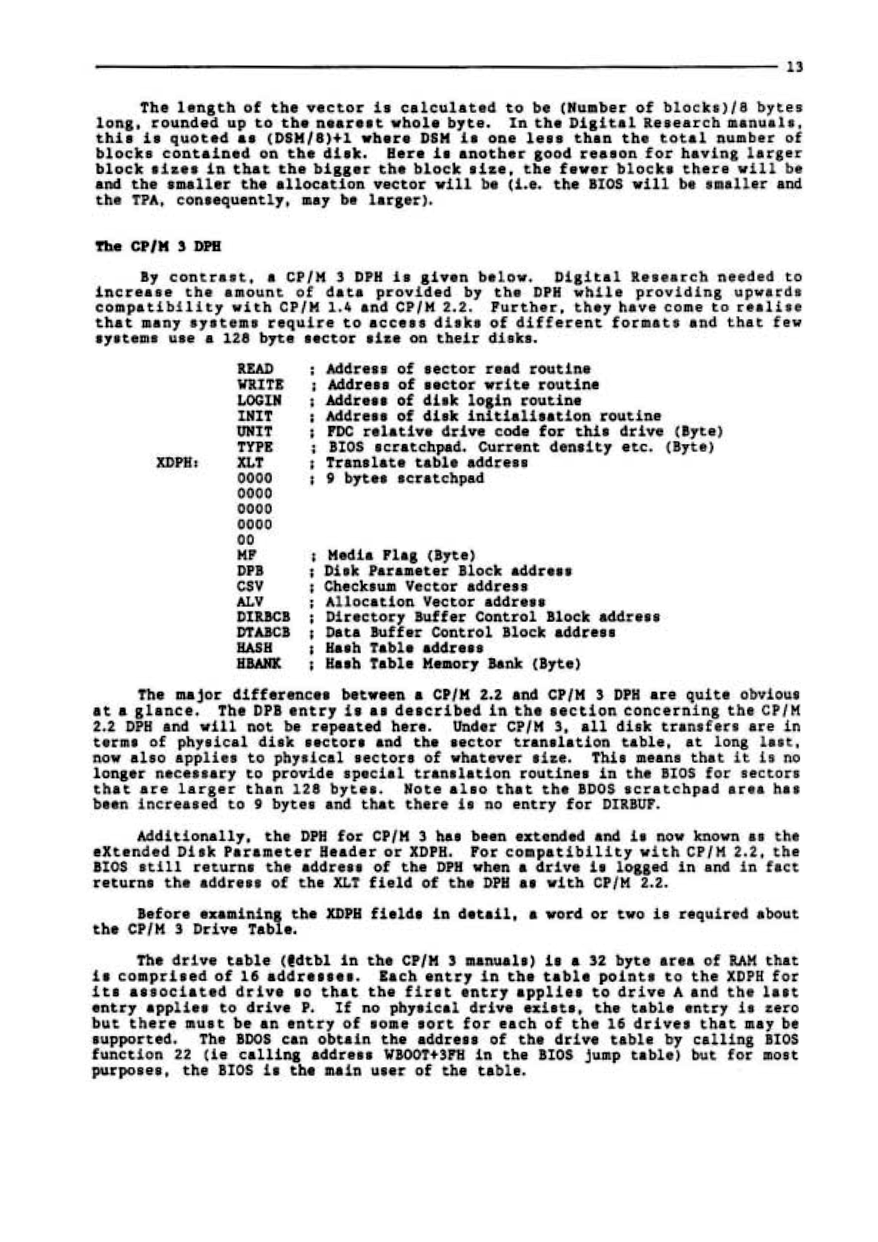 13
The length of the vector is calculated to be (Number of blocks)/8 bytes
long, rounded up to the nearest whole byte. In the Digital Research manuals,
this is quoted as (DSM/8)+1 where DSM is one less than the total number of
blocks contained on the disk. Here is another good reason for having larger
block sizes in that the bigger the block size, the fewer blocks there will be
and the smaller the allocation vector will be (i.e. the BIOS will be smaller and
the TPA, consequently, may be larger).
The CP/M 3 DPH
By contrast, a CP/M 3 DPH is given below. Digital Research needed to
increase the amount of data provided by the DPH while providing upwards
compatibility with CP/M 1.4 and CP/M 2.2. Further, they have come to realise
that many systems require to access disks of different formats and that few
systems use a 128 byte sector size on their disks.
READ ; Address of sector read routine
WRITE ; Address of sector write routine
LOGIN ; Address of disk login routine
INIT ; Address of disk initialisation routine
UNIT ; FDC relative drive code for this drive (Byte)
TYPE ; BIOS scratchpad. Current density etc. (Byte)
XDPH: XLT ; Translate table address
0000 ; 9 bytes scratchpad
0000
0000
0000
00
MF ; Media Flag (Byte)
DPB ; Disk Parameter Block address
CSV ; Checksum Vector address
ALV ; Allocation Vector address
DIRBCB ; Directory Buffer Control Block address
DTABCB ; Data Buffer Control Block address
HASH ; Hash Table address
HBANK ; Hash Table Memory Bank (Byte)
The major differences between a CP/M 2.2 and CP/M 3 DPH are quite obvious
at a glance. The DPB entry is as described in the section concerning the CP/M
2.2 DPH and will not be repeated here. Under CP/M 3, all disk transfers are in
terms of physical disk sectors and the sector translation table, at long last,
now also applies to physical sectors of whatever size. This means that it is no
longer necessary to provide special translation routines in the BIOS for sectors
that are larger than 128 bytes. Note also that the BDOS scratchpad area has
been increased to 9 bytes and that there is no entry for DIRBUF.
Additionally, the DPH for CP/M 3 has been extended and is now known as the
eXtended Disk Parameter Header or XDPH. For compatibility with CP/M 2.2, the
BIOS still returns the address of the DPH when a drive is logged in and in fact
returns the address of the XLT field of the DPH as with CP/M 2.2.
Before examining the XDPH fields in detail, a word or two is required about
the CP/M 3 Drive Table.
The drive table (@dtbl in the CP/M 3 manuals) is a 32 byte area of RAM that
is comprised of 16 addresses. Each entry in the table points to the XDPH for
its associated drive so that the first entry applies to drive A and the last
entry applies to drive P. If no physical drive exists, the table entry is zero
but there must be an entry of some sort for each of the 16 drives that may be
supported. The BDOS can obtain the address of the drive table by calling BIOS
function 22 (ie calling address WBOOT+3FH in the BIOS jump table) but for most
purposes, the BIOS is the main user of the table.